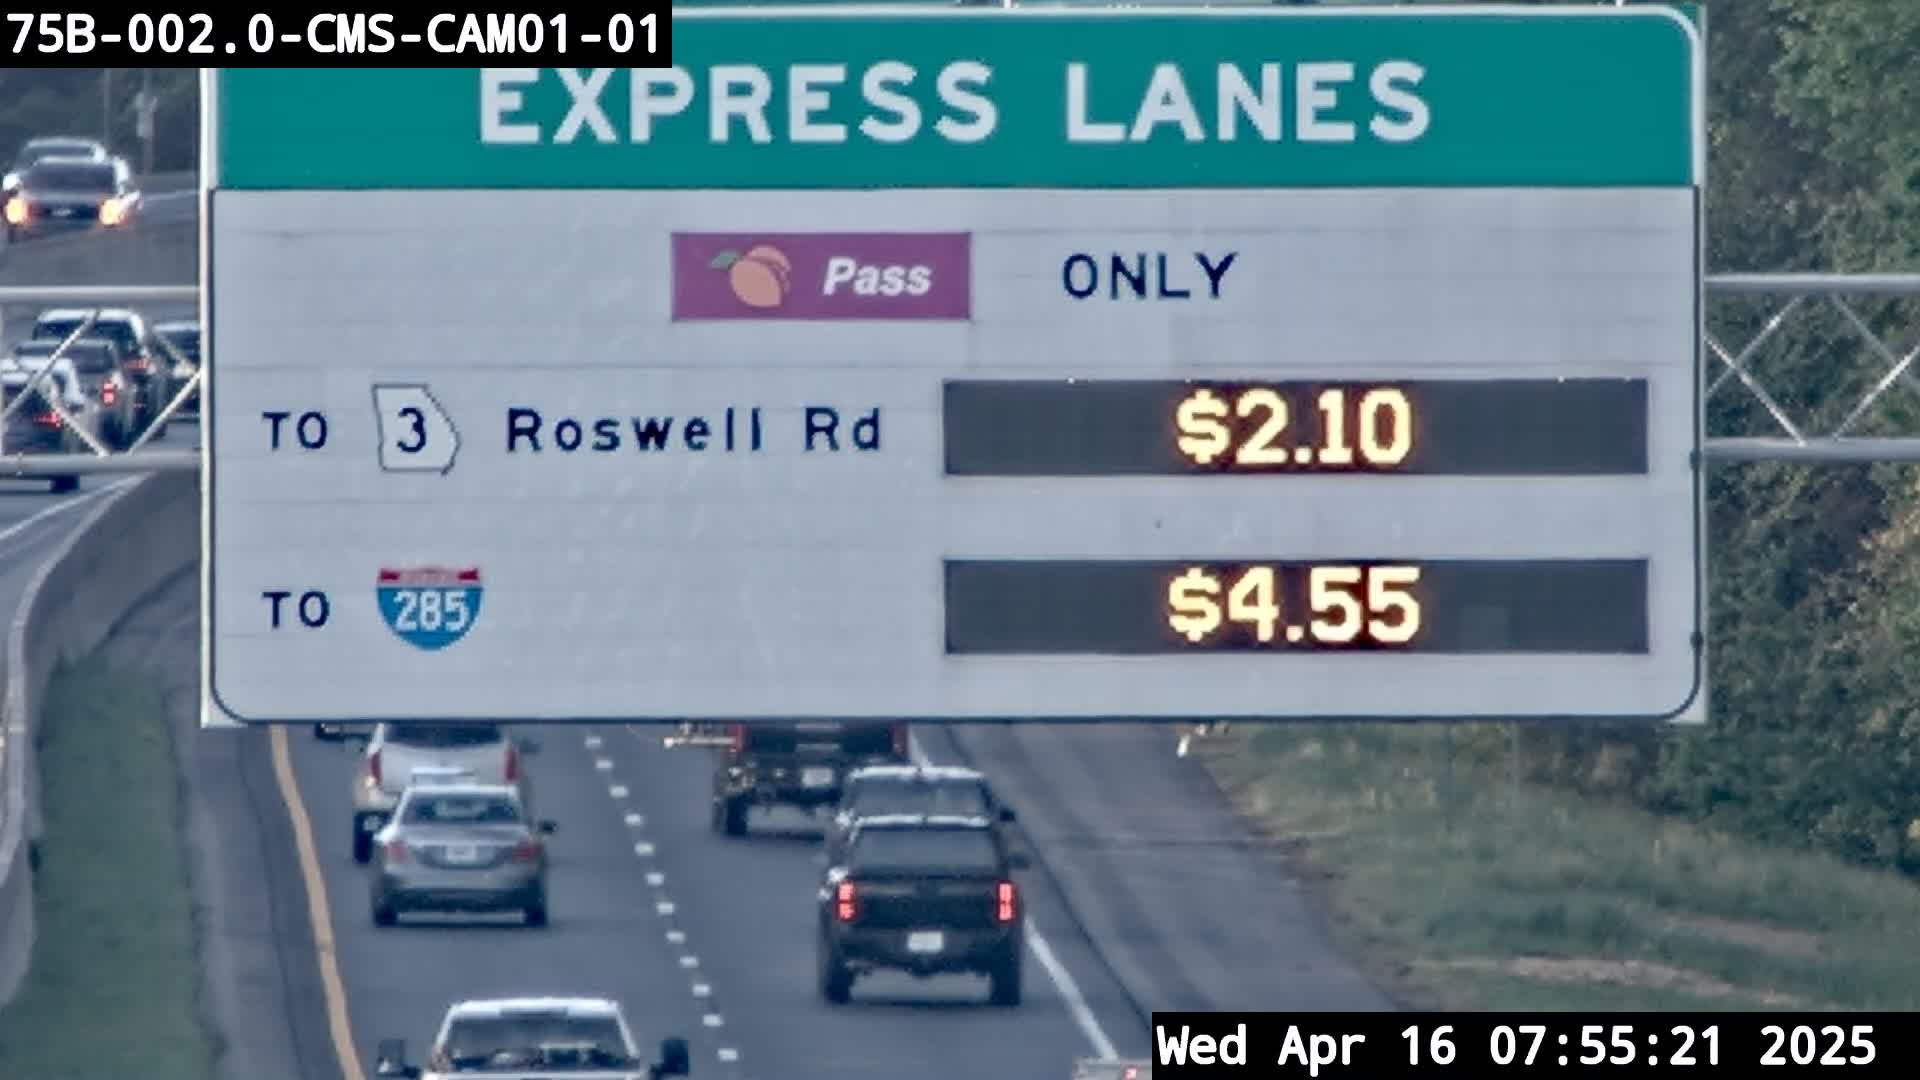 75B-002.0-CMS-CAM01-01
EXPRESS LANES
Pass ONLY
TO 3 Roswell Rd $2.10
TO 285 $4.55
Wed Apr 16 07:55:21 2025